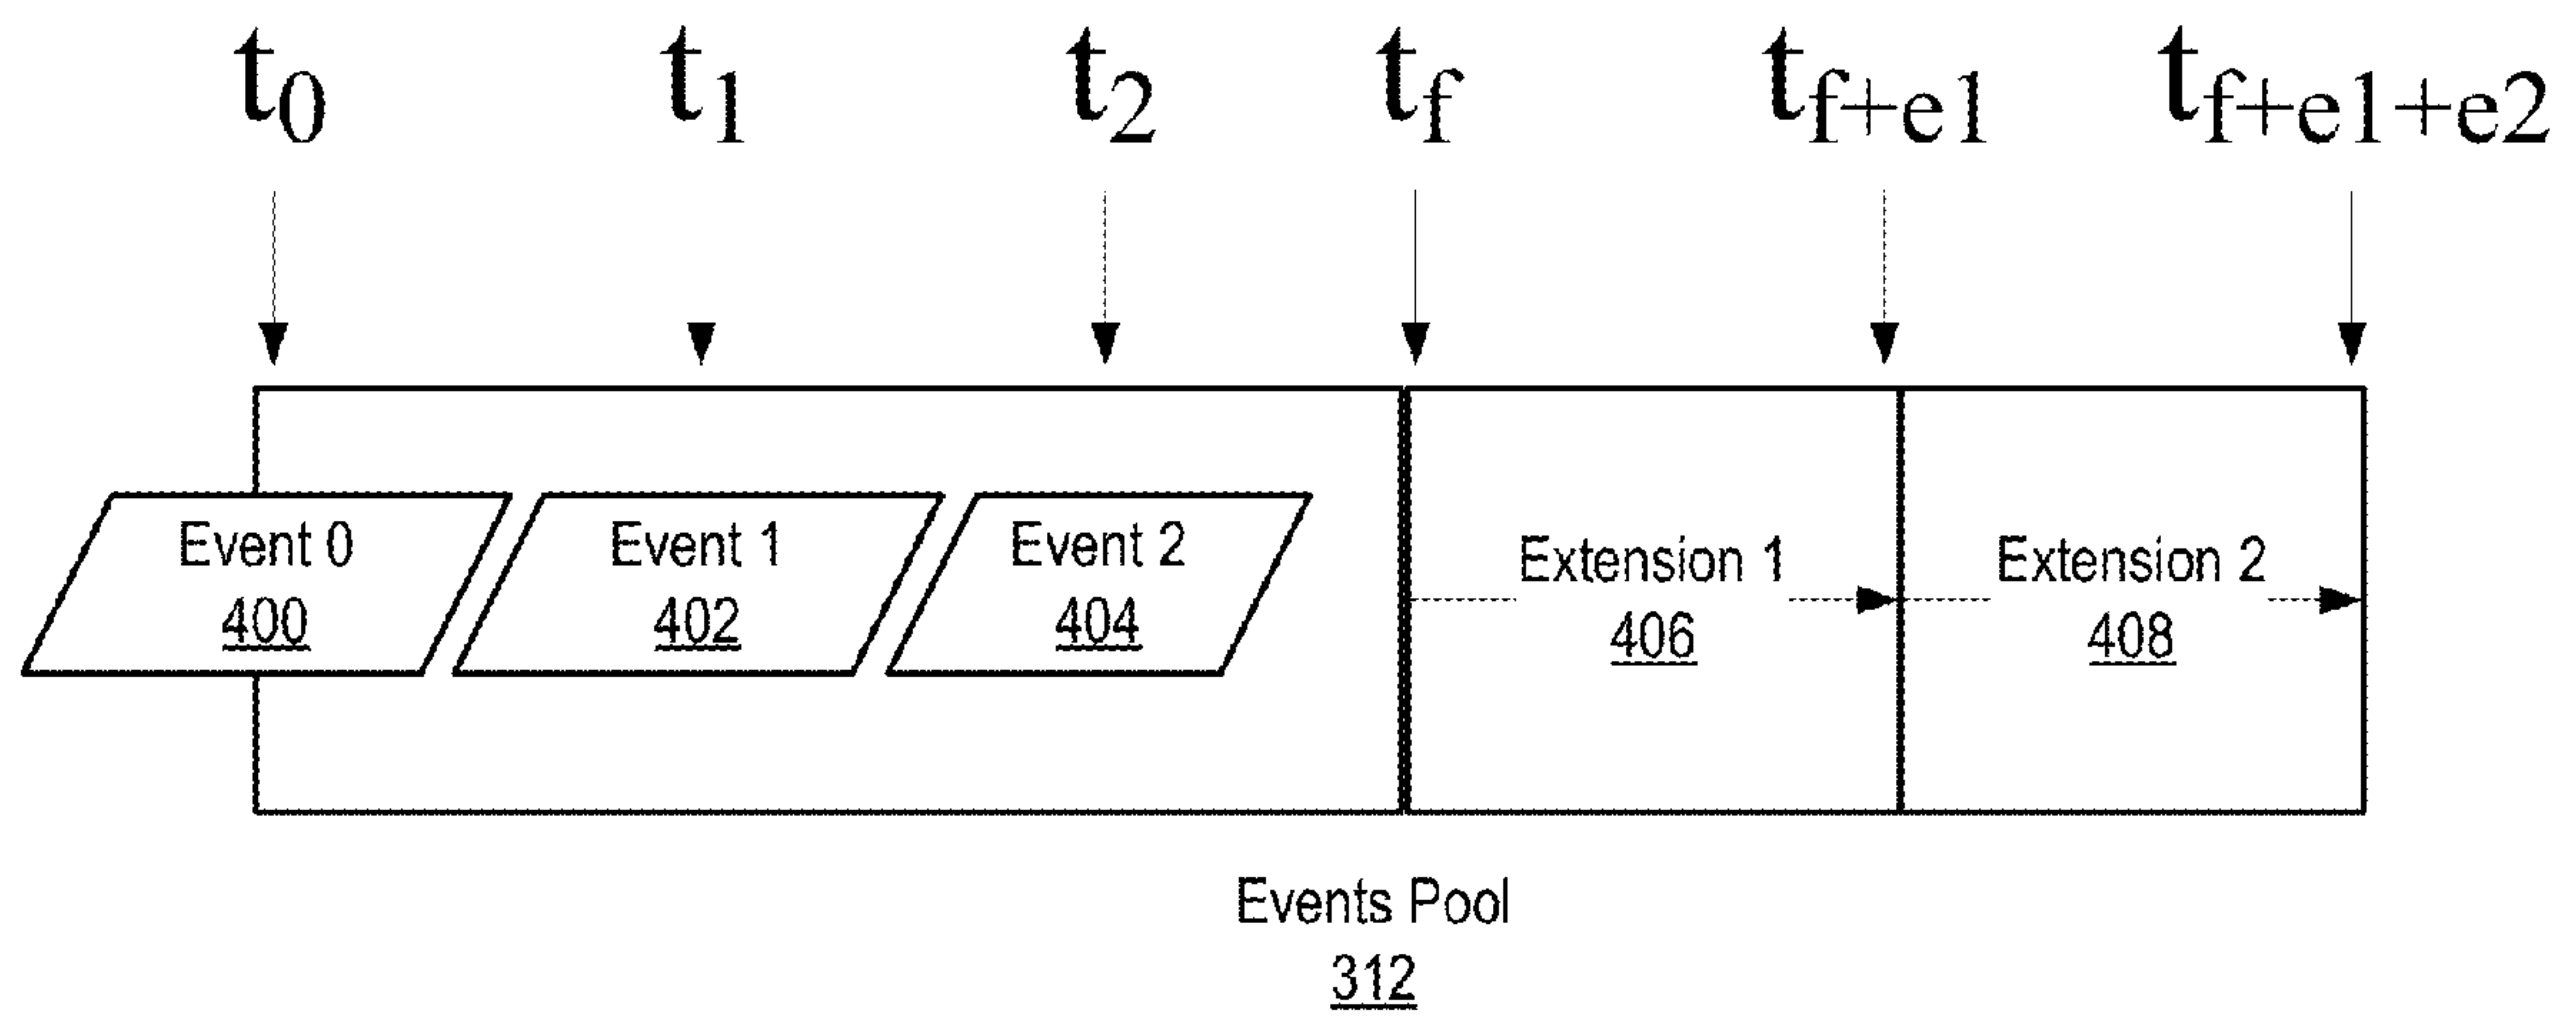 t0 t1 t2 tf tf+e1 tf+e1+e2
Event 0 Event 1 Event 2 Extension 1 Extension 2
400 402 404 406 408
Events Pool
312